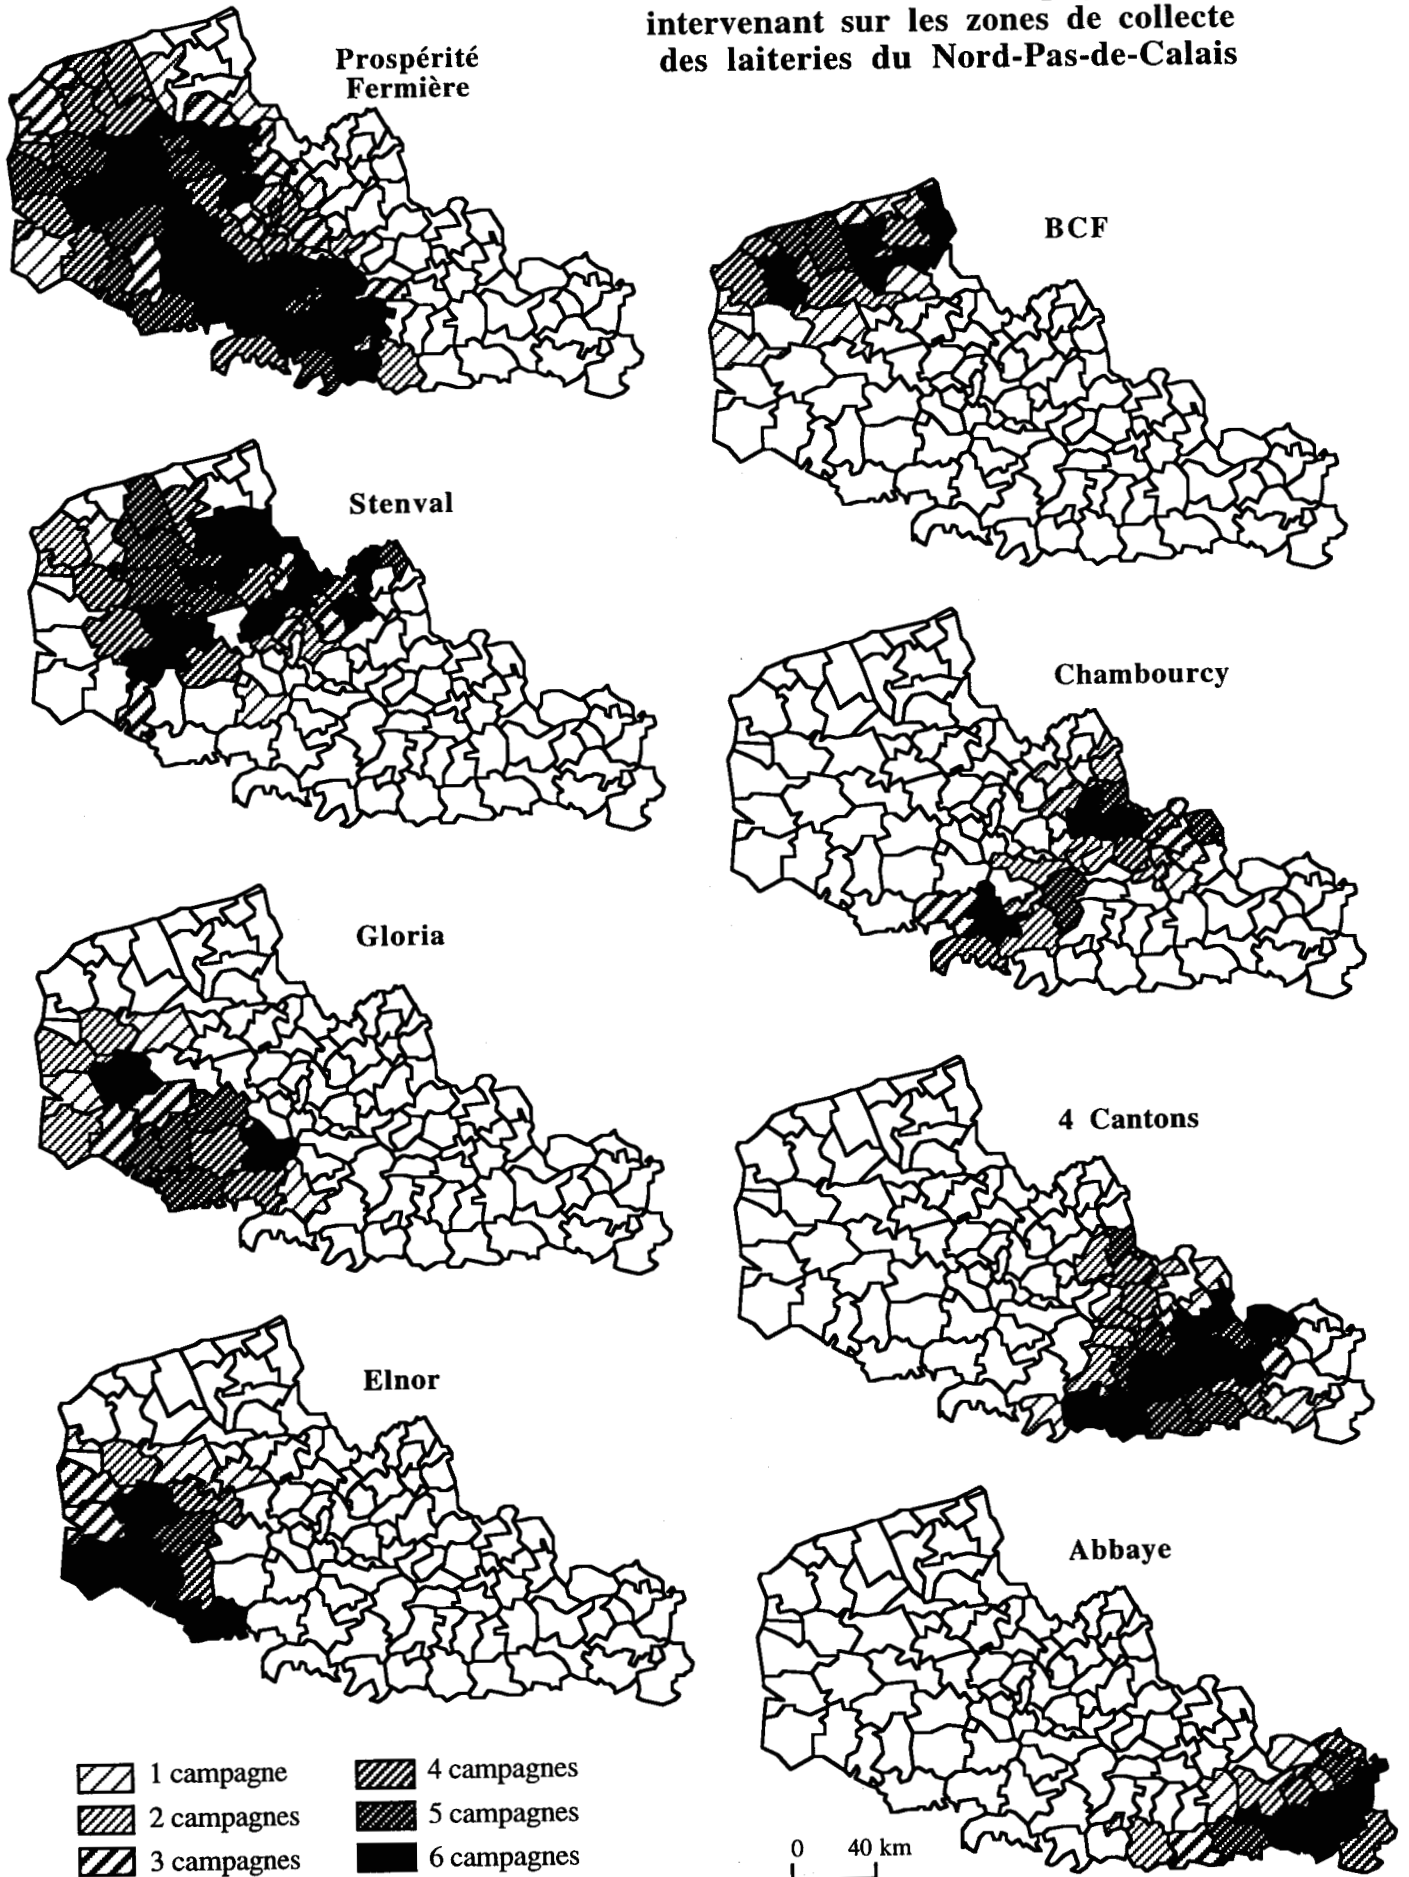 intervenant sur les zones de collecte
des laiteries du Nord-Pas-de-Calais
Prospérité
Fermière
BCF
Stenval
Chambourcy
Gloria
4 Cantons
Elnor
Abbaye
1 campagne
2 campagnes
3 campagnes
4 campagnes
5 campagnes
6 campagnes
0 40 km